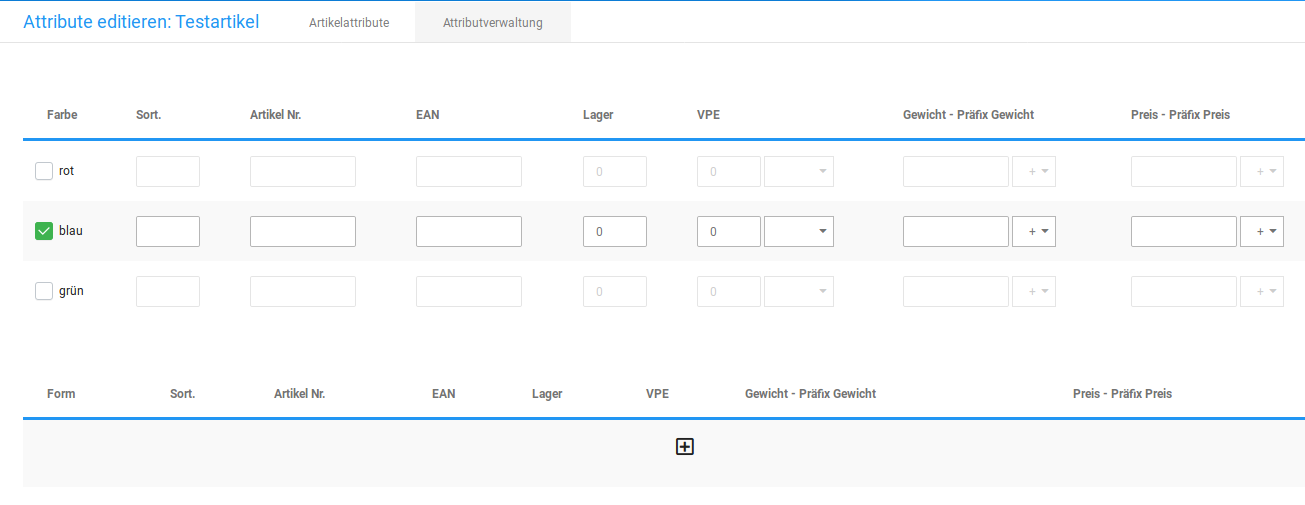 Attribute editieren: Testartikel Artikelattribute Attributverwaltung
Farbe Sort. Artikel Nr. EAN Lager VPE Gewicht - Präfix Gewicht Preis - Präfix Preis
rot 0 0 + +
blau 0 0 + +
grün 0 0 + +
Form Sort. Artikel Nr. EAN Lager VPE Gewicht - Präfix Gewicht Preis - Präfix Preis